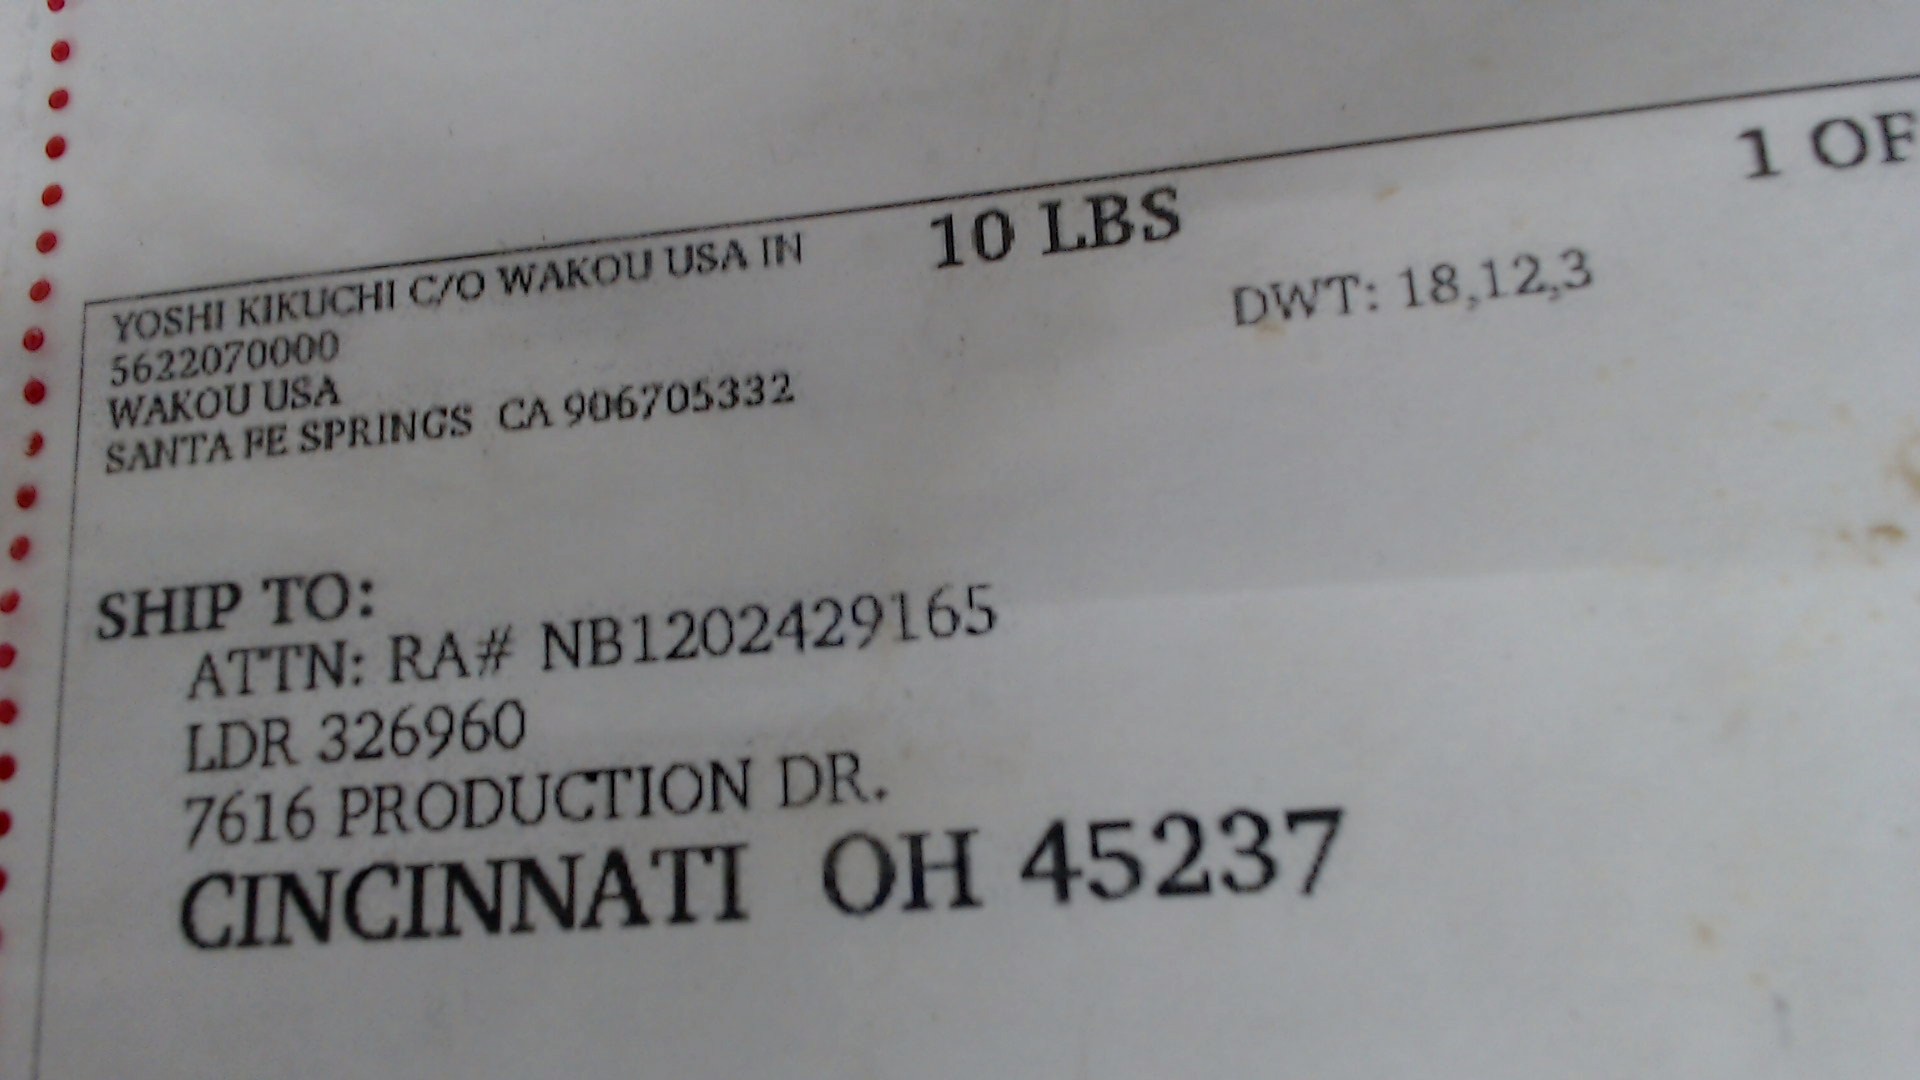 YOSHI KIKUCHI C/O WAKOU USA IN
5622070000
WAKOU USA
SANTA FE SPRINGS CA 906705332
10 LBS
1 OF
DWT: 18,12,3
SHIP TO:
ATTN: RA# NB1202429165
LDR 326960
7616 PRODUCTION DR.
CINCINNATI OH 45237